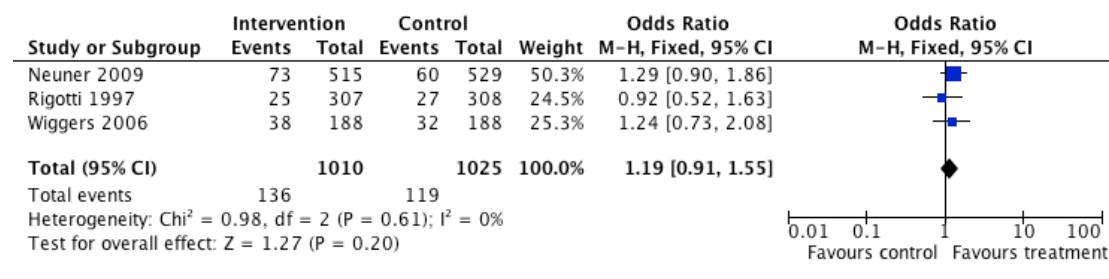 Intervention Control Odds Ratio Odds Ratio
Study or Subgroup Events Total Events Total Weight M-H, Fixed, 95% CI M-H, Fixed, 95% CI
Neuner 2009 73 515 60 529 50.3% 1.29 [0.90, 1.86]
Rigotti 1997 25 307 27 308 24.5% 0.92 [0.52, 1.63]
Wiggers 2006 38 188 32 188 25.3% 1.24 [0.73, 2.08]
Total (95% CI) 1010 1025 100.0% 1.19 [0.91, 1.55]
Total events 136 119
Heterogeneity: Chi² = 0.98, df = 2 (P = 0.61); I² = 0%
Test for overall effect: Z = 1.27 (P = 0.20)
0.01 0.1 1 10 100
Favours control Favours treatment